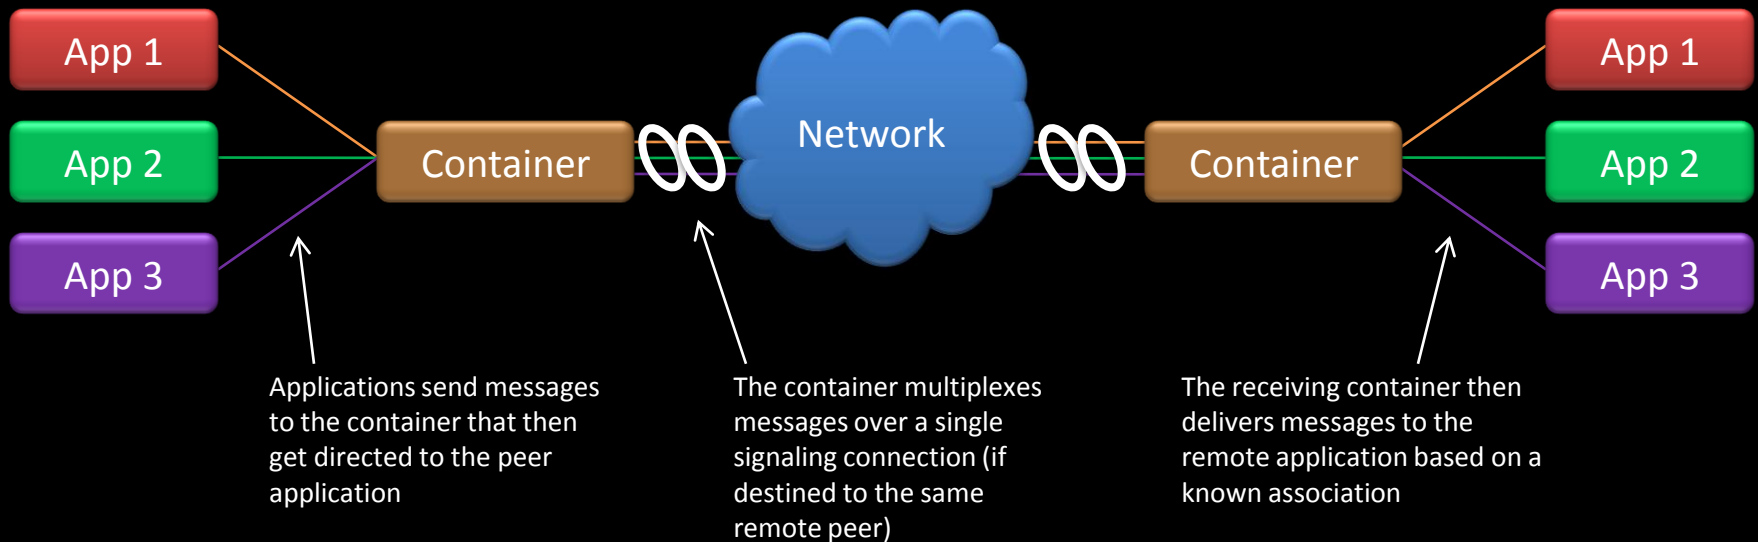 App 1
App 2
App 3
Container
Network
Container
App 1
App 2
App 3
Applications send messages
to the container that then
get directed to the peer
application
The container multiplexes
messages over a single
signaling connection (if
destined to the same
remote peer)
The receiving container then
delivers messages to the
remote application based on a
known association